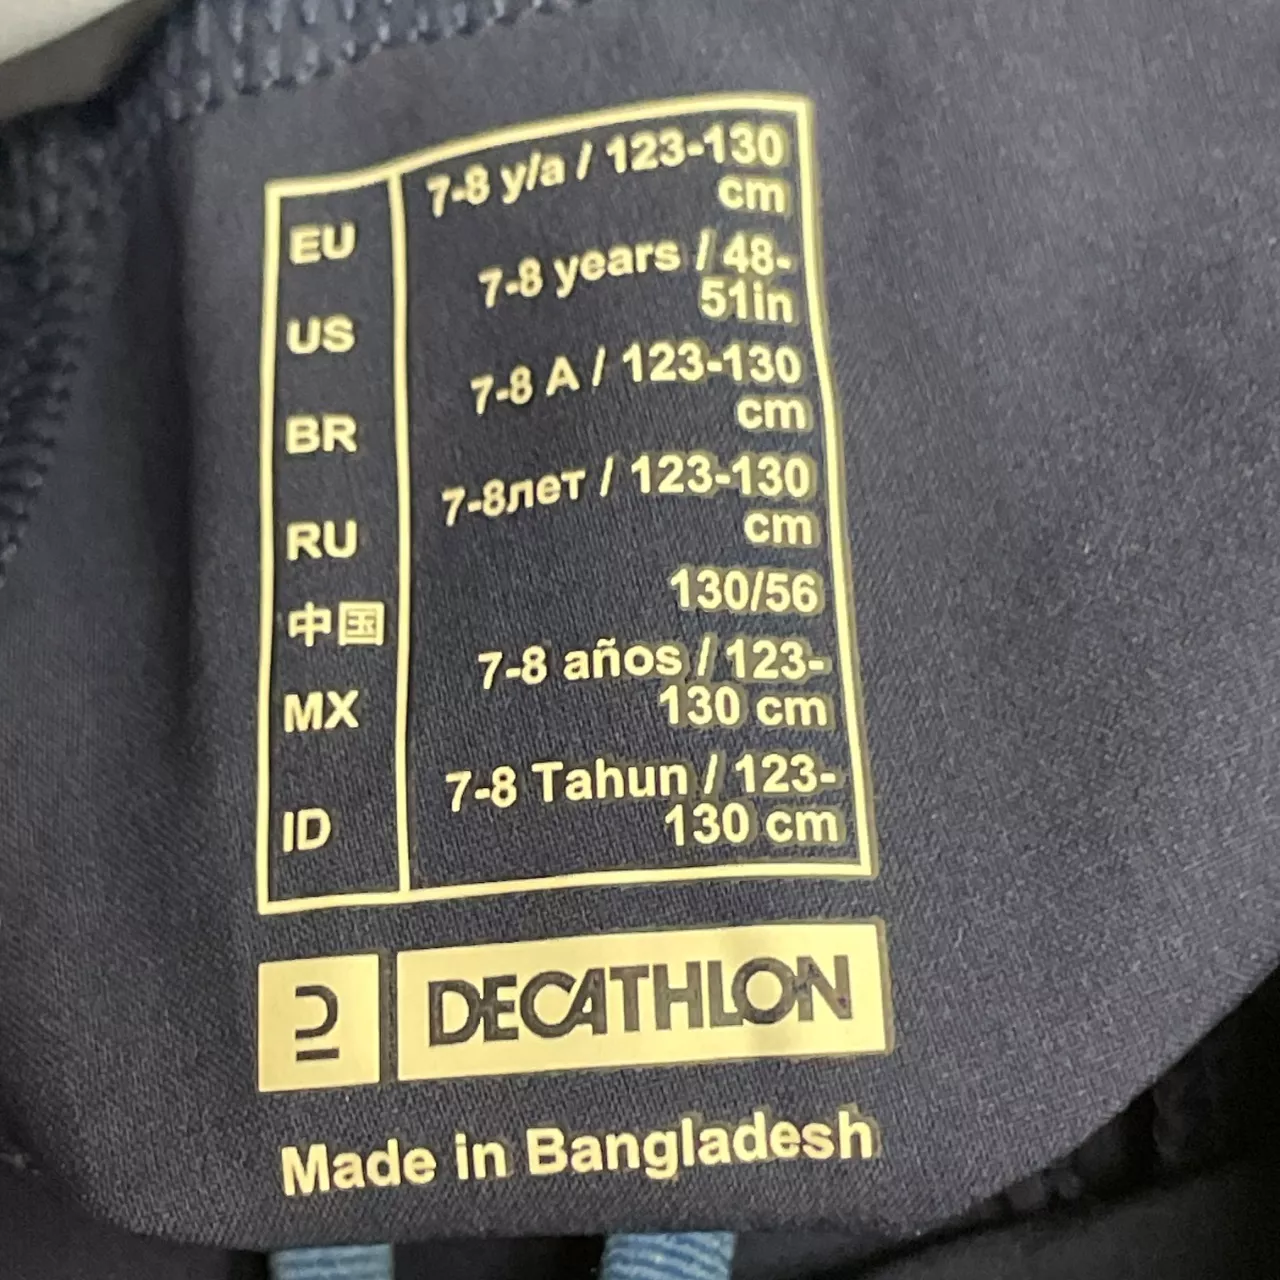 EU 7-8 y/a / 123-130
cm
US 7-8 years / 48-
51in
BR 7-8 A / 123-130
cm
RU 7-8лет / 123-130
cm
中国 130/56
MX 7-8 años / 123-
130 cm
ID 7-8 Tahun / 123-
130 cm
DECATHLON
Made in Bangladesh